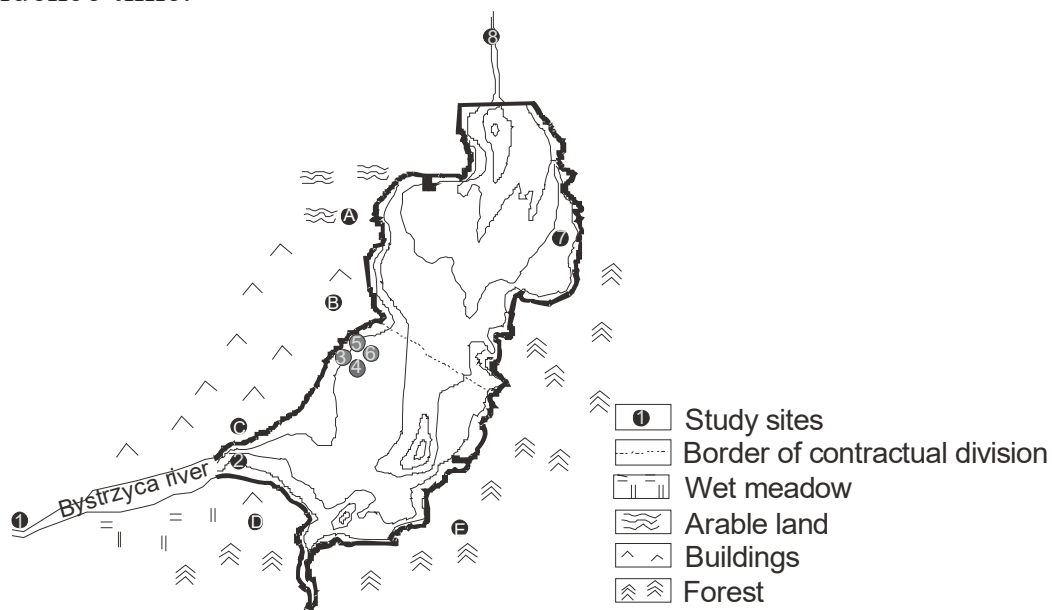 8
A
7
B
5
3 6
4
C
2
Bystrzyca river
1
D
E
1 Study sites
Border of contractual division
Wet meadow
Arable land
Buildings
Forest